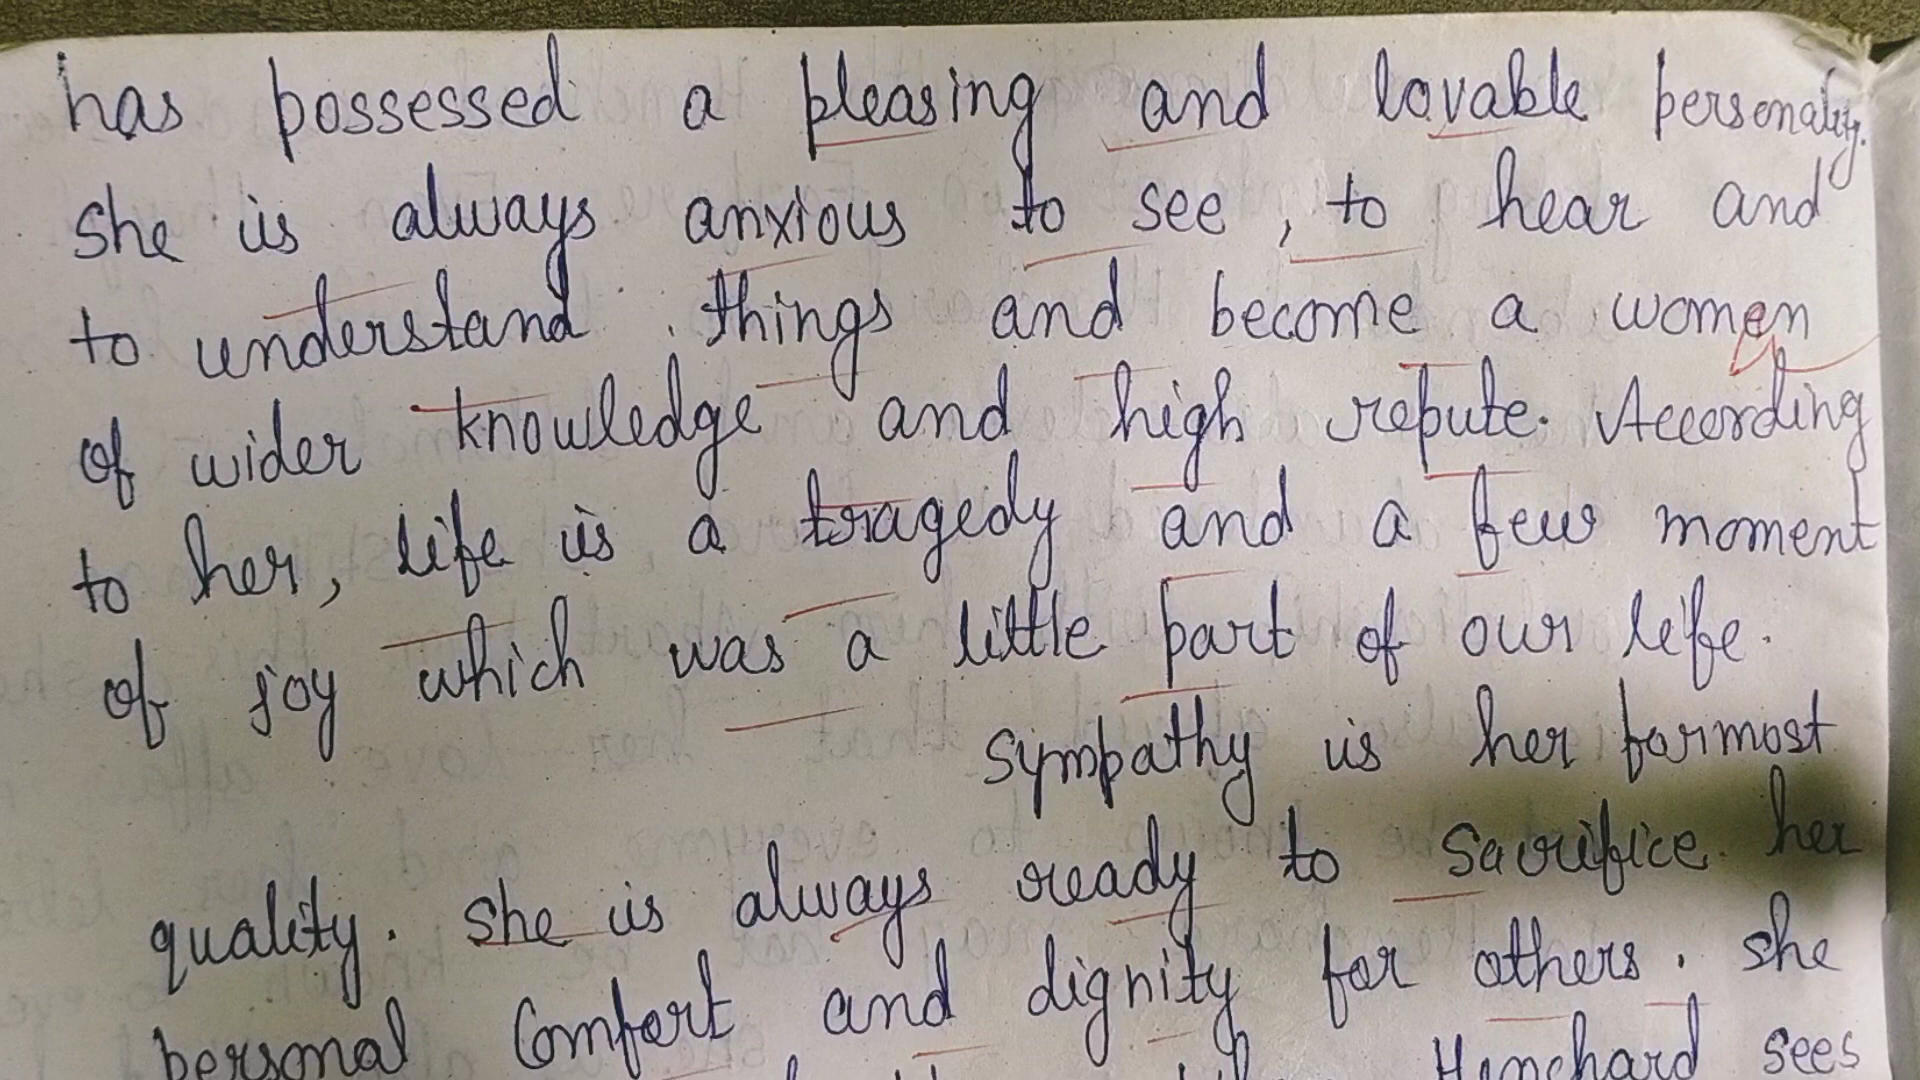 has possessed a pleasing and lovable personality.
She is always anxious to see, to hear and
to understand things and become a women
of wider knowledge and high repute. According
to her, life is a tragedy and a few moment
of joy which was a little part of our life.
Sympathy is her formost
quality. She is always ready to sacrifice her
personal comfort and dignity for others. She
Henchard sees